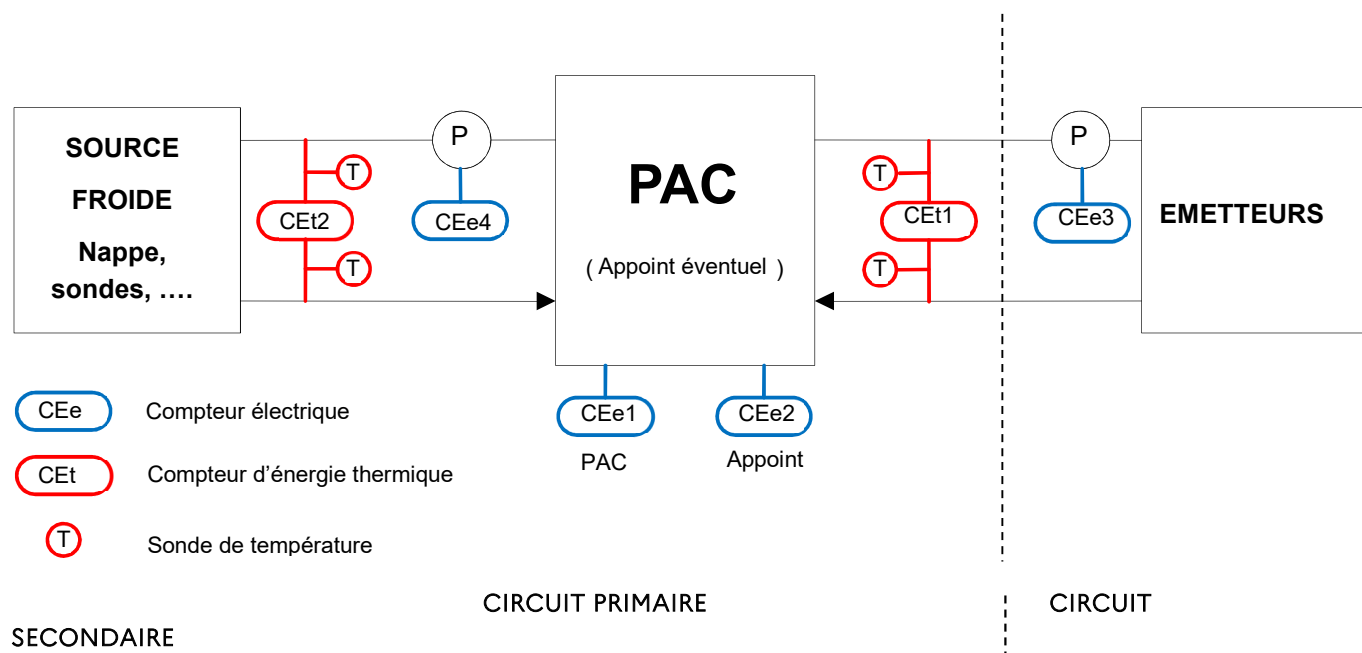 SOURCE
FROIDE
Nappe,
sondes, ….
T
CEt2
T
P
CEe4
PAC
( Appoint éventuel )
T
CEt1
T
P
CEe3
EMETTEURS
CEe1
PAC
CEe2
Appoint
CEe Compteur électrique
CEt Compteur d’énergie thermique
T Sonde de température
CIRCUIT PRIMAIRE CIRCUIT
SECONDAIRE